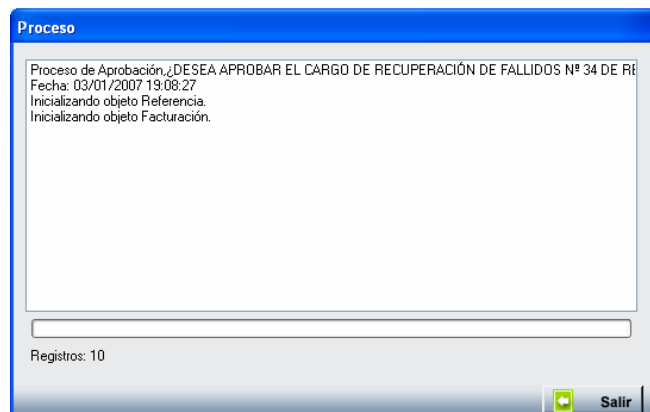 Proceso
Proceso de Aprobación,¿DESEA APROBAR EL CARGO DE RECUPERACIÓN DE FALLIDOS Nº 34 DE
Fecha: 03/01/2007 19:08:27
Inicializando objeto Referencia.
Inicializando objeto Facturación.
Registros: 10
Salir